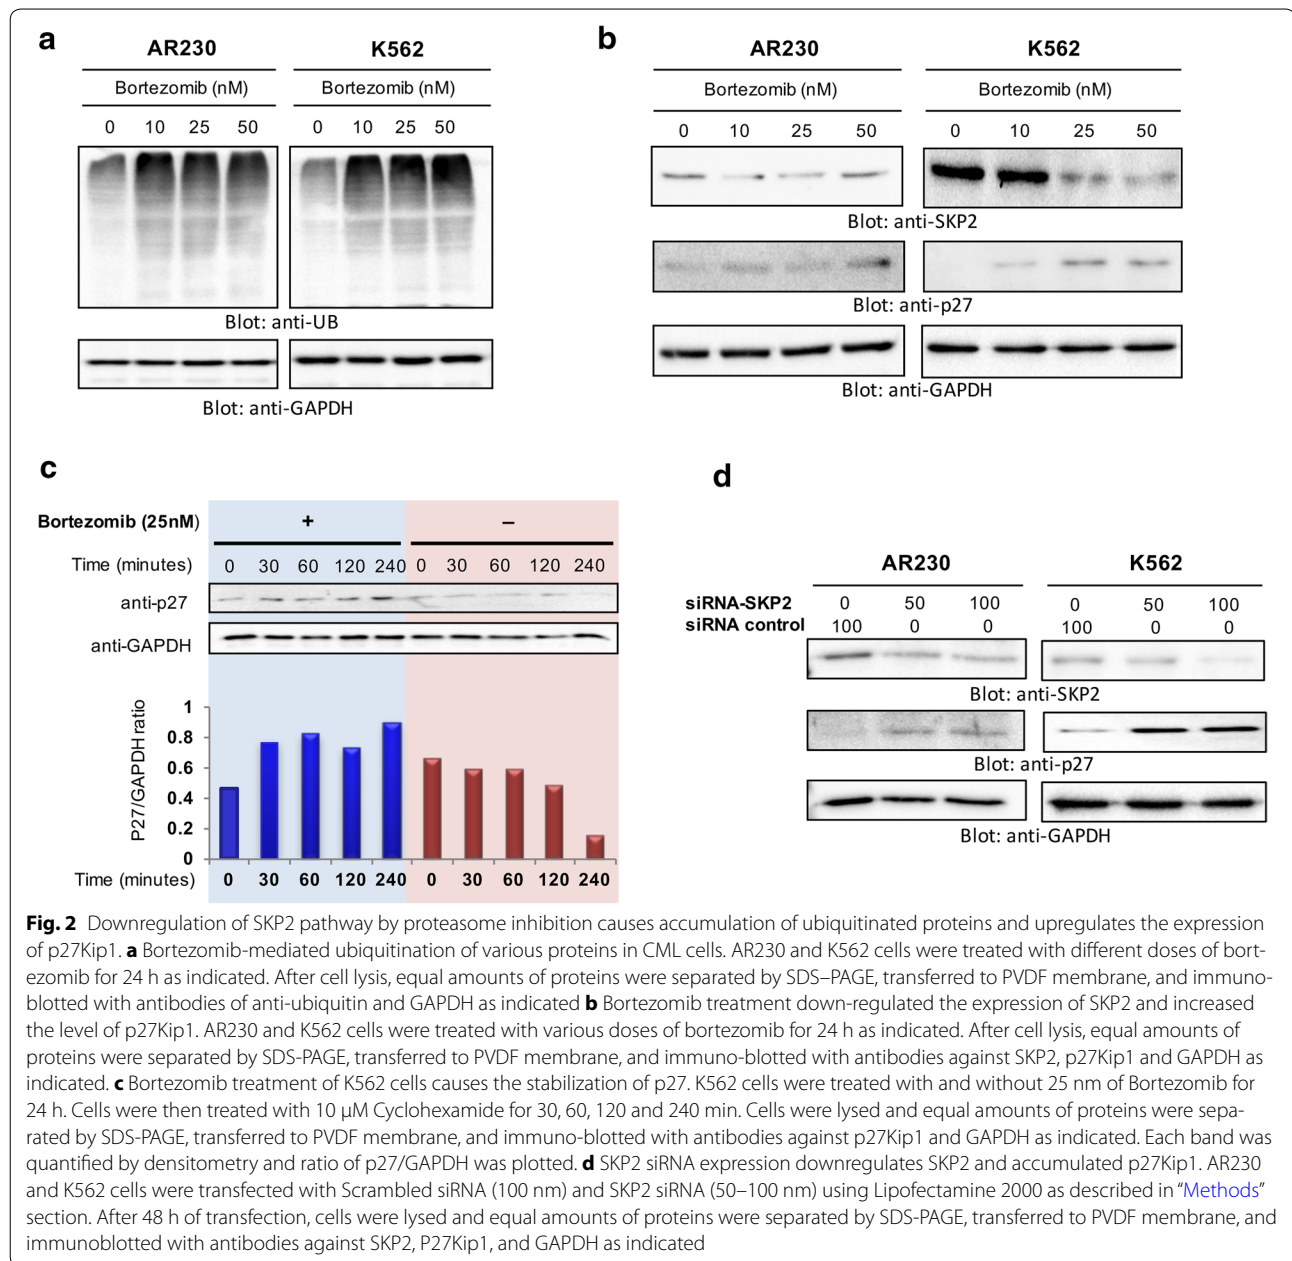 a
AR230 K562
Bortezomib (nM) Bortezomib (nM)
0 10 25 50 0 10 25 50
Blot: anti-UB
Blot: anti-GAPDH
b
AR230 K562
Bortezomib (nM) Bortezomib (nM)
0 10 25 50 0 10 25 50
Blot: anti-SKP2
Blot: anti-p27
Blot: anti-GAPDH
c
Bortezomib (25nM) + –
Time (minutes) 0 30 60 120 240 0 30 60 120 240
anti-p27
anti-GAPDH
P27/GAPDH ratio
1
0.8
0.6
0.4
0.2
0
Time (minutes) 0 30 60 120 240 0 30 60 120 240
d
AR230 K562
siRNA-SKP2 0 50 100 0 50 100
siRNA control 100 0 0 100 0 0
Blot: anti-SKP2
Blot: anti-p27
Blot: anti-GAPDH
Fig. 2 Downregulation of SKP2 pathway by proteasome inhibition causes accumulation of ubiquitinated proteins and upregulates the expression
of p27Kip1. a Bortezomib-mediated ubiquitination of various proteins in CML cells. AR230 and K562 cells were treated with different doses of bort-
ezomib for 24 h as indicated. After cell lysis, equal amounts of proteins were separated by SDS–PAGE, transferred to PVDF membrane, and immuno-
blotted with antibodies of anti-ubiquitin and GAPDH as indicated b Bortezomib treatment down-regulated the expression of SKP2 and increased
the level of p27Kip1. AR230 and K562 cells were treated with various doses of bortezomib for 24 h as indicated. After cell lysis, equal amounts of
proteins were separated by SDS-PAGE, transferred to PVDF membrane, and immuno-blotted with antibodies against SKP2, p27Kip1 and GAPDH as
indicated. c Bortezomib treatment of K562 cells causes the stabilization of p27. K562 cells were treated with and without 25 nm of Bortezomib for
24 h. Cells were then treated with 10 µM Cyclohexamide for 30, 60, 120 and 240 min. Cells were lysed and equal amounts of proteins were sepa-
rated by SDS-PAGE, transferred to PVDF membrane, and immuno-blotted with antibodies against p27Kip1 and GAPDH as indicated. Each band was
quantified by densitometry and ratio of p27/GAPDH was plotted. d SKP2 siRNA expression downregulates SKP2 and accumulated p27Kip1. AR230
and K562 cells were transfected with Scrambled siRNA (100 nm) and SKP2 siRNA (50–100 nm) using Lipofectamine 2000 as described in “Methods”
section. After 48 h of transfection, cells were lysed and equal amounts of proteins were separated by SDS-PAGE, transferred to PVDF membrane, and
immunoblotted with antibodies against SKP2, P27Kip1, and GAPDH as indicated